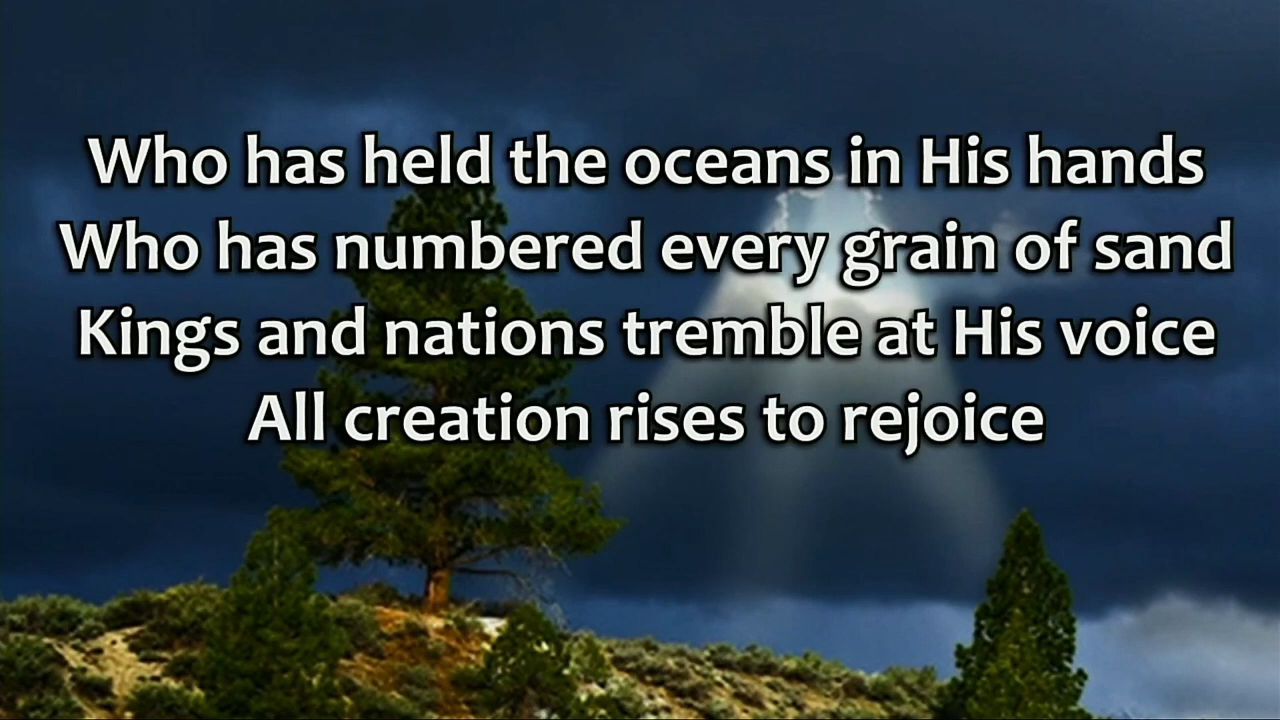 Who has held the oceans in His hands
Who has numbered every grain of sand
Kings and nations tremble at His voice
All creation rises to rejoice